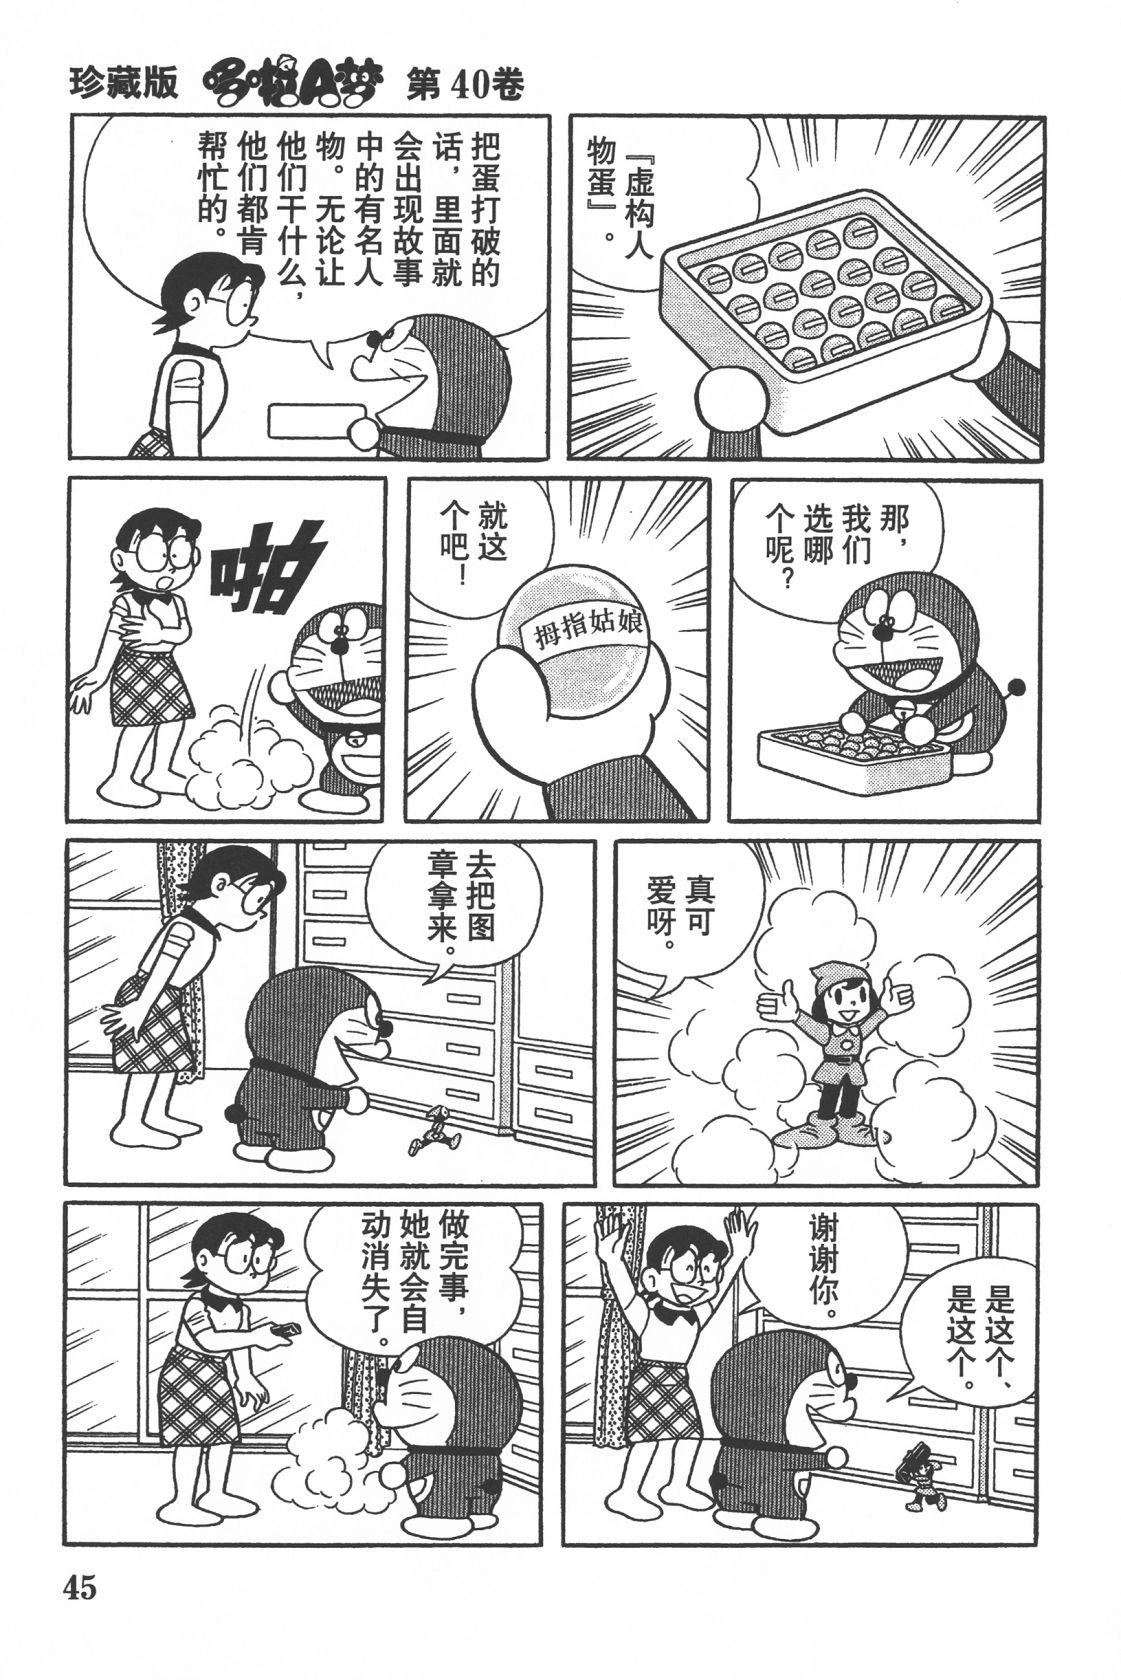 珍藏版 哆啦A梦 第40卷
『虚构人
物蛋』。
把蛋打破的
话，里面就
会出现故事
中的有名人
物。无论让
他们干什么，
他们都肯
帮忙的。
那，
我们
选哪
个呢？
就这
个吧！
拇指姑娘
啪
真可
爱呀。
去把图
章拿来。
是这个、
是这个。
谢谢你。
做完事，
她就会自
动消失了。
45